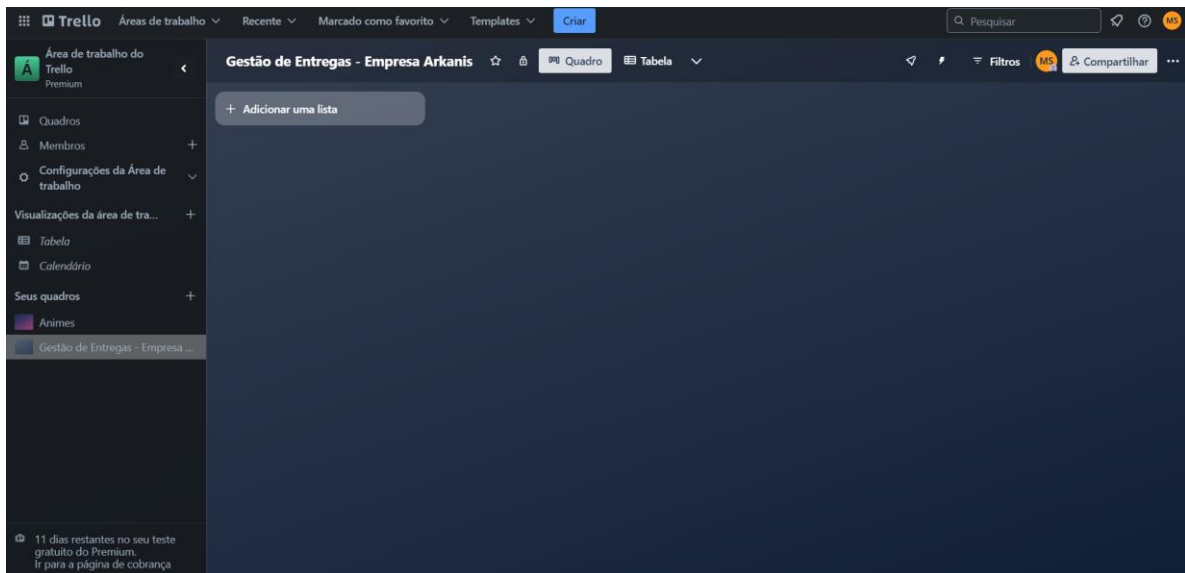 Trello Áreas de trabalho Recente Marcado como favorito Templates Criar Pesquisar MS
Á
Área de trabalho do
Trello
Premium
Gestão de Entregas - Empresa Arkanis Quadro Tabela Filtros MS Compartilhar
Quadros
Membros
Configurações da Área de
trabalho
Visualizações da área de tra...
Tabela
Calendário
Seus quadros
Animes
Gestão de Entregas - Empresa ...
11 dias restantes no seu teste
gratuito do Premium.
Ir para a página de cobrança
+ Adicionar uma lista